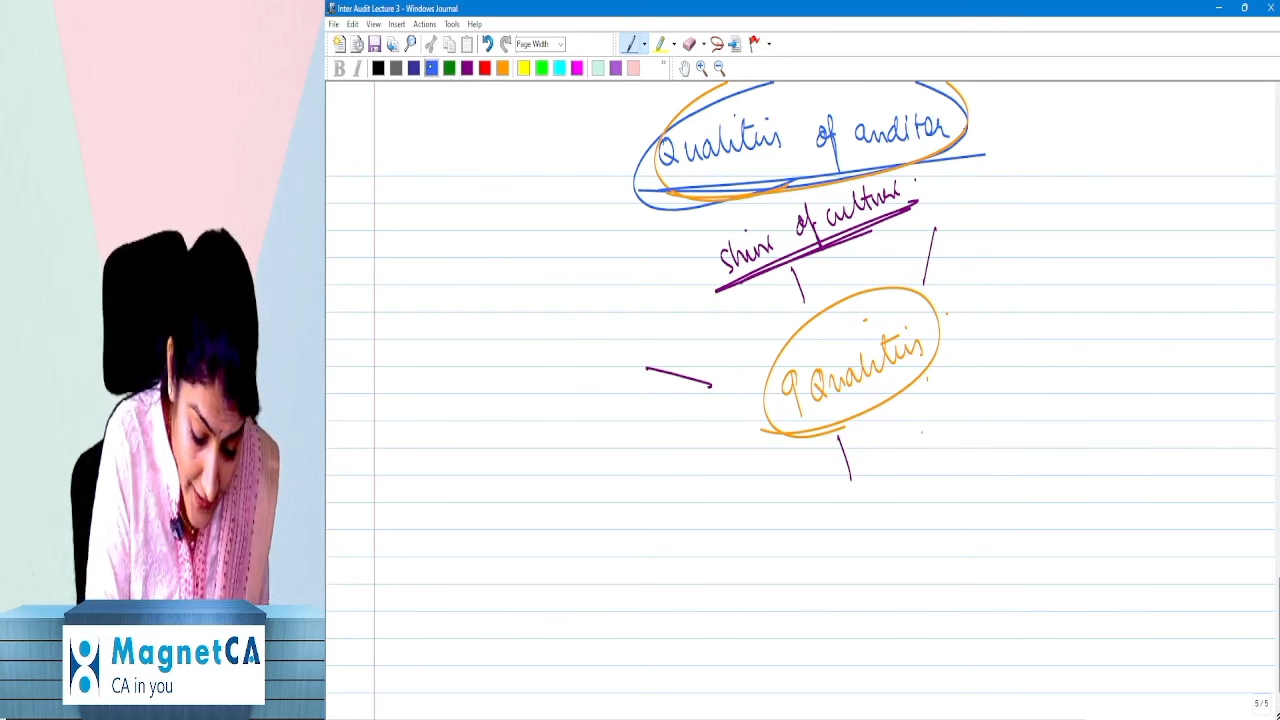 Inter Audit Lecture 3 - Windows Journal
File Edit View Insert Actions Tools Help
Page Width
B I
Qualities of auditor
shine of culture
9 Qualities
MagnetCA
CA in you
5 / 5